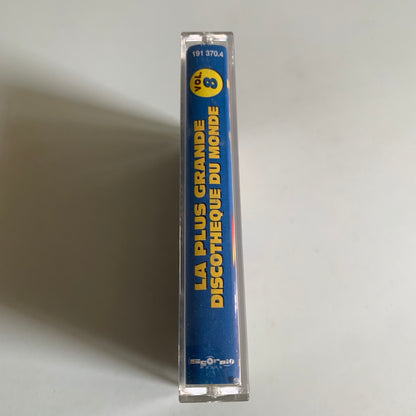 191 370.4
VOL.
8
LA PLUS GRANDE
DISCOTHEQUE DU MONDE